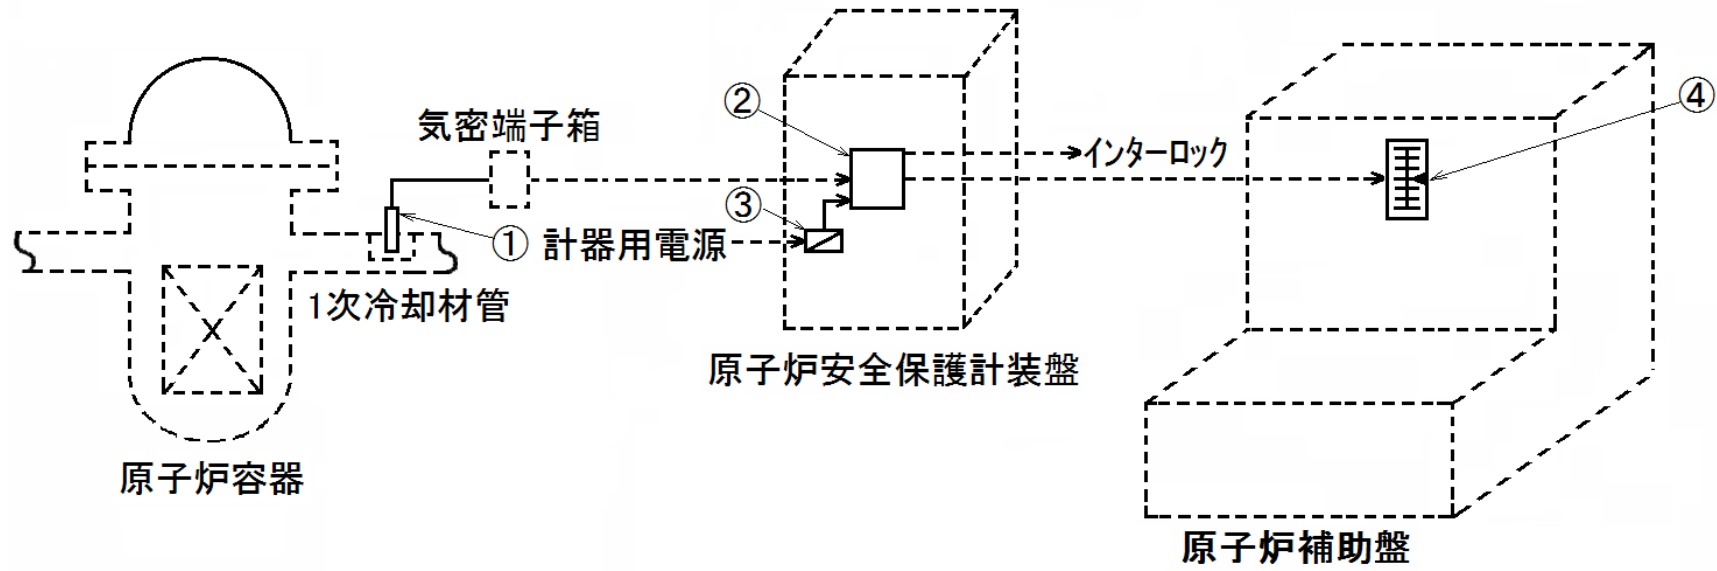 気密端子箱
②
④
インターロック
③
① 計器用電源
1次冷却材管
原子炉安全保護計装盤
原子炉容器
原子炉補助盤